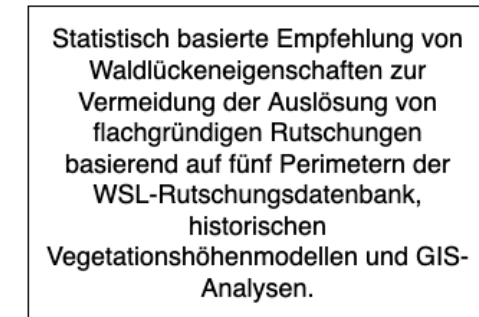 Statistisch basierte Empfehlung von
Waldlückeneigenschaften zur
Vermeidung der Auslösung von
flachgründigen Rutschungen
basierend auf fünf Perimetern der
WSL-Rutschungsdatenbank,
historischen
Vegetationshöhenmodellen und GIS-
Analysen.